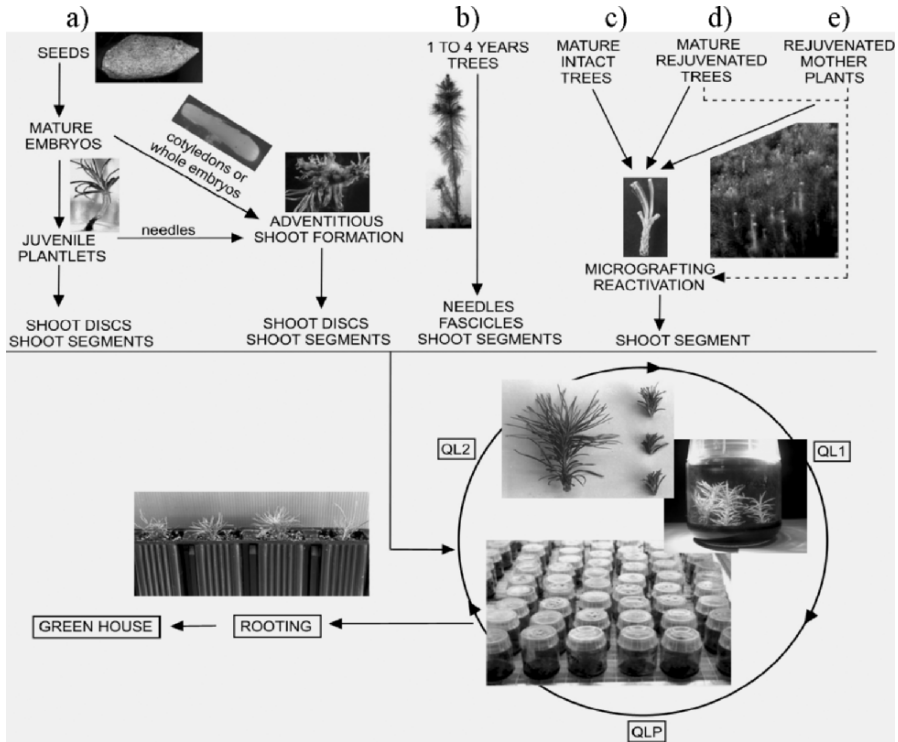 a)
b)
c)
d)
e)
SEEDS
MATURE
EMBRYOS
cotyledons or
whole embryos
JUVENILE
PLANTLETS
needles
ADVENTITIOUS
SHOOT FORMATION
SHOOT DISCS
SHOOT SEGMENTS
SHOOT DISCS
SHOOT SEGMENTS
1 TO 4 YEARS
TREES
NEEDLES
FASCICLES
SHOOT SEGMENTS
MATURE
INTACT
TREES
MATURE
REJUVENATED
TREES
REJUVENATED
MOTHER
PLANTS
MICROGRAFTING
REACTIVATION
SHOOT SEGMENT
QL2
QL1
GREEN HOUSE
ROOTING
QLP